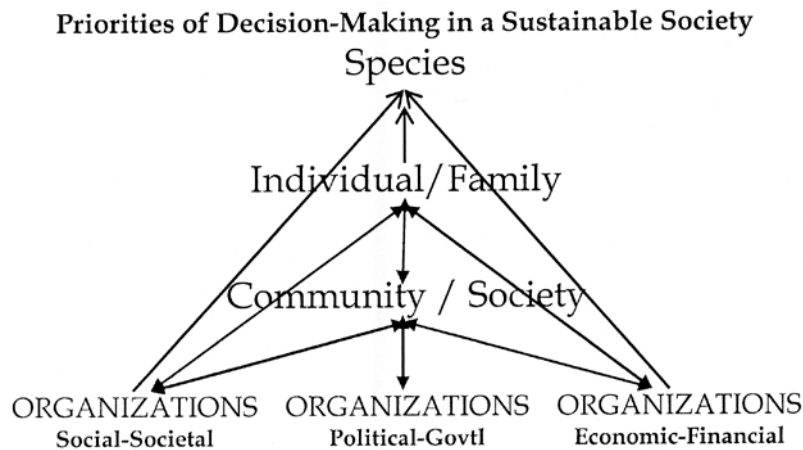 Priorities of Decision-Making in a Sustainable Society
Species
Individual/Family
Community / Society
ORGANIZATIONS ORGANIZATIONS ORGANIZATIONS
Social-Societal Political-Govtl Economic-Financial